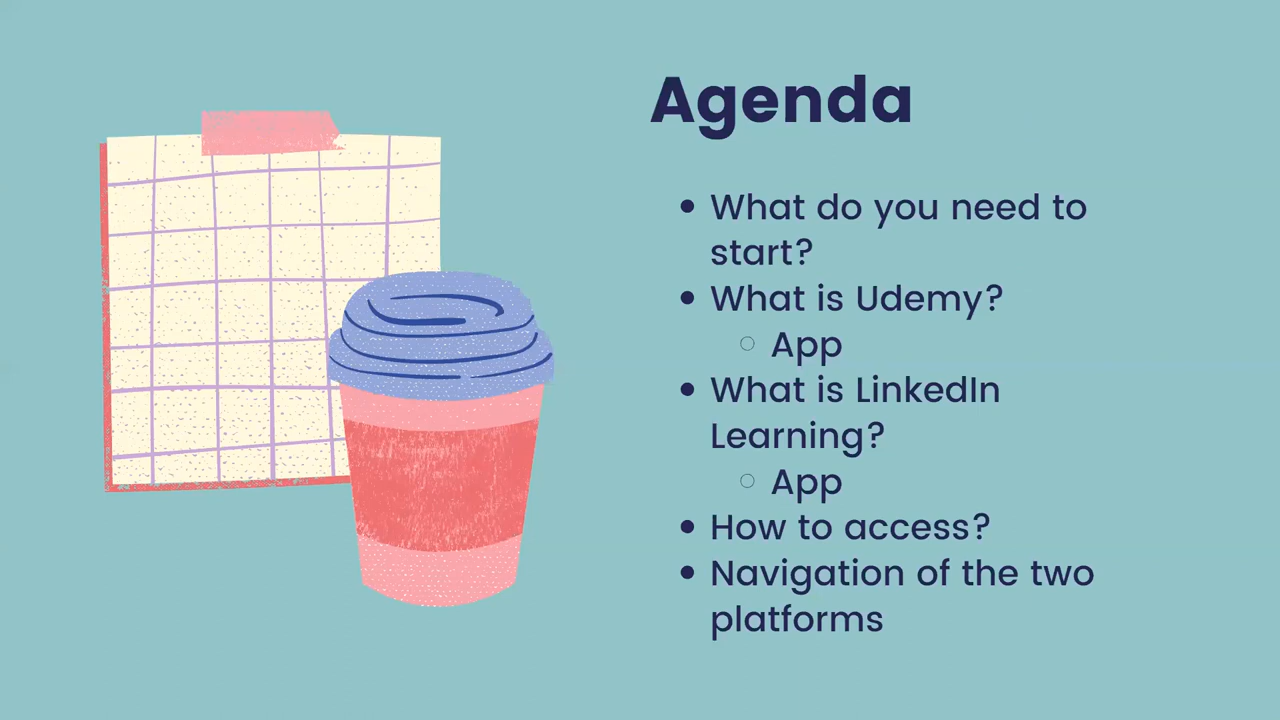 Agenda
• What do you need to
start?
• What is Udemy?
○ App
• What is LinkedIn
Learning?
○ App
• How to access?
• Navigation of the two
platforms